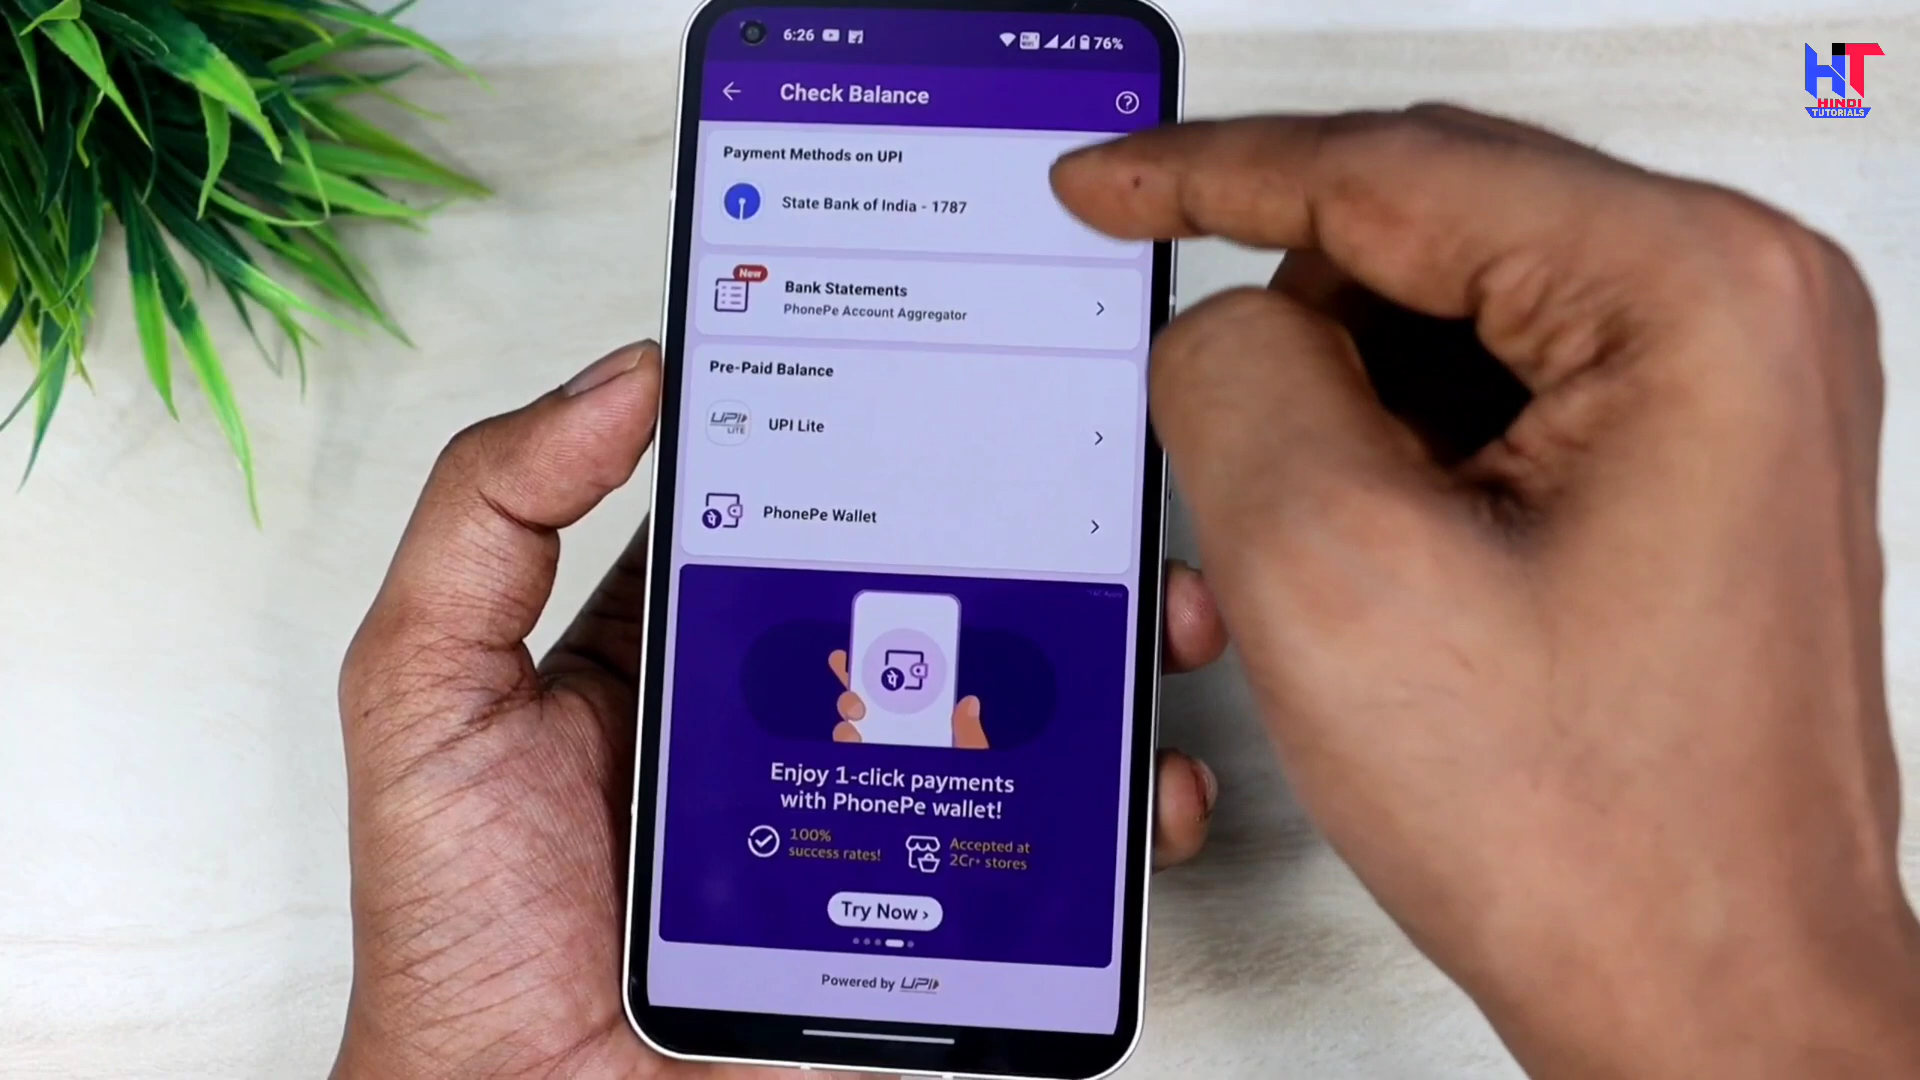 6:26
76%
Check Balance
Payment Methods on UPI
State Bank of India - 1787
New
Bank Statements
PhonePe Account Aggregator
Pre-Paid Balance
UPI
LITE
UPI Lite
पे
PhonePe Wallet
पे
Enjoy 1-click payments
with PhonePe wallet!
100%
success rates!
Accepted at
2Cr+ stores
Try Now ›
Powered by UPI
HT
HINDI
TUTORIALS